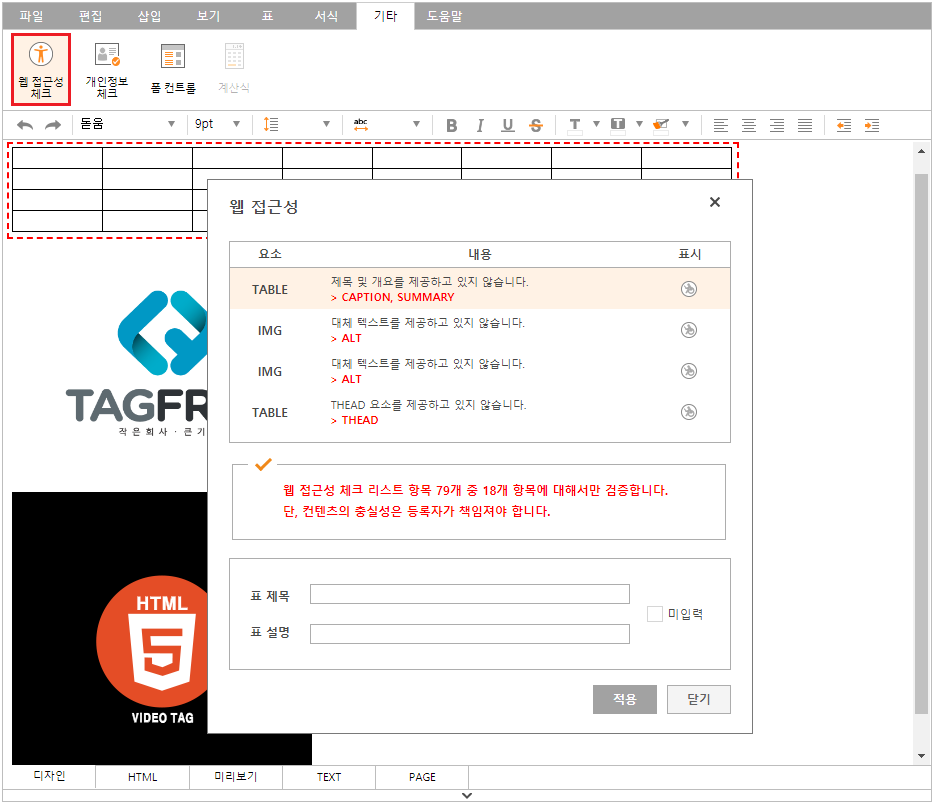 파일 편집 삽입 보기 표 서식 기타 도움말
웹 접근성 체크
개인정보 체크
폼 컨트롤
계산식
돋움 9pt abc B I U S T T
웹 접근성
요소 내용 표시
TABLE 제목 및 개요를 제공하고 있지 않습니다.
> CAPTION, SUMMARY
IMG 대체 텍스트를 제공하고 있지 않습니다.
> ALT
IMG 대체 텍스트를 제공하고 있지 않습니다.
> ALT
TABLE THEAD 요소를 제공하고 있지 않습니다.
> THEAD
웹 접근성 체크 리스트 항목 79개 중 18개 항목에 대해서만 검증합니다.
단, 컨텐츠의 충실성은 등록자가 책임져야 합니다.
표 제목
표 설명
미입력
적용 닫기
TAGFR
작은회사 · 큰기
HTML
5
VIDEO TAG
디자인 HTML 미리보기 TEXT PAGE